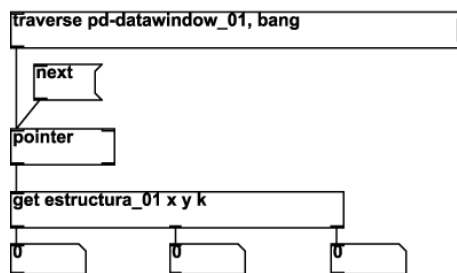 traverse pd-datawindow_01, bang
next
pointer
get estructura_01 x y k
0 0 0